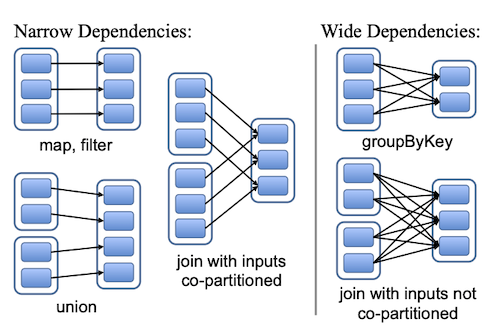 Narrow Dependencies:
map, filter
union
join with inputs
co-partitioned
Wide Dependencies:
groupByKey
join with inputs not
co-partitioned